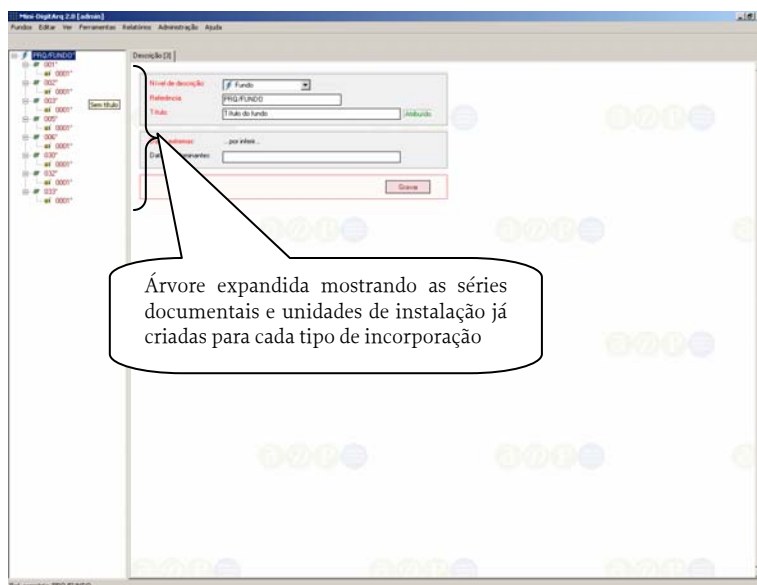 Mini-DigitArq 2.0 [admin]
Fundos Editar Ver Ferramentas Relatórios Administração Ajuda
PRQ/FUNDO*
001*
0001*
002*
0001*
003*
0001*
005*
0001*
006*
0001*
030*
0001*
032*
0001*
033*
0001*
Sem título
Descrição [3]
Nível de descrição Fundo
Referência PRQ/FUNDO
Título Título do fundo Atribuído
...por inferir...
Gravar
Árvore expandida mostrando as séries
documentais e unidades de instalação já
criadas para cada tipo de incorporação